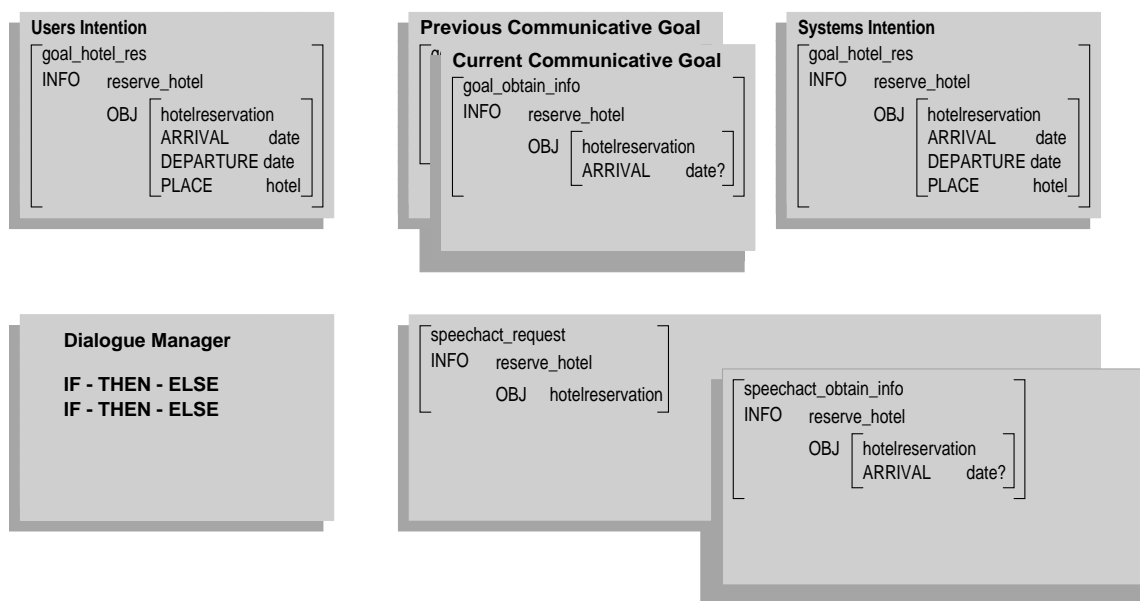 Users Intention
goal_hotel_res
INFO reserve_hotel
OBJ hotelreservation
ARRIVAL date
DEPARTURE date
PLACE hotel
Previous Communicative Goal
Current Communicative Goal
goal_obtain_info
INFO reserve_hotel
OBJ hotelreservation
ARRIVAL date?
Systems Intention
goal_hotel_res
INFO reserve_hotel
OBJ hotelreservation
ARRIVAL date
DEPARTURE date
PLACE hotel
Dialogue Manager
IF - THEN - ELSE
IF - THEN - ELSE
speechact_request
INFO reserve_hotel
OBJ hotelreservation
speechact_obtain_info
INFO reserve_hotel
OBJ hotelreservation
ARRIVAL date?